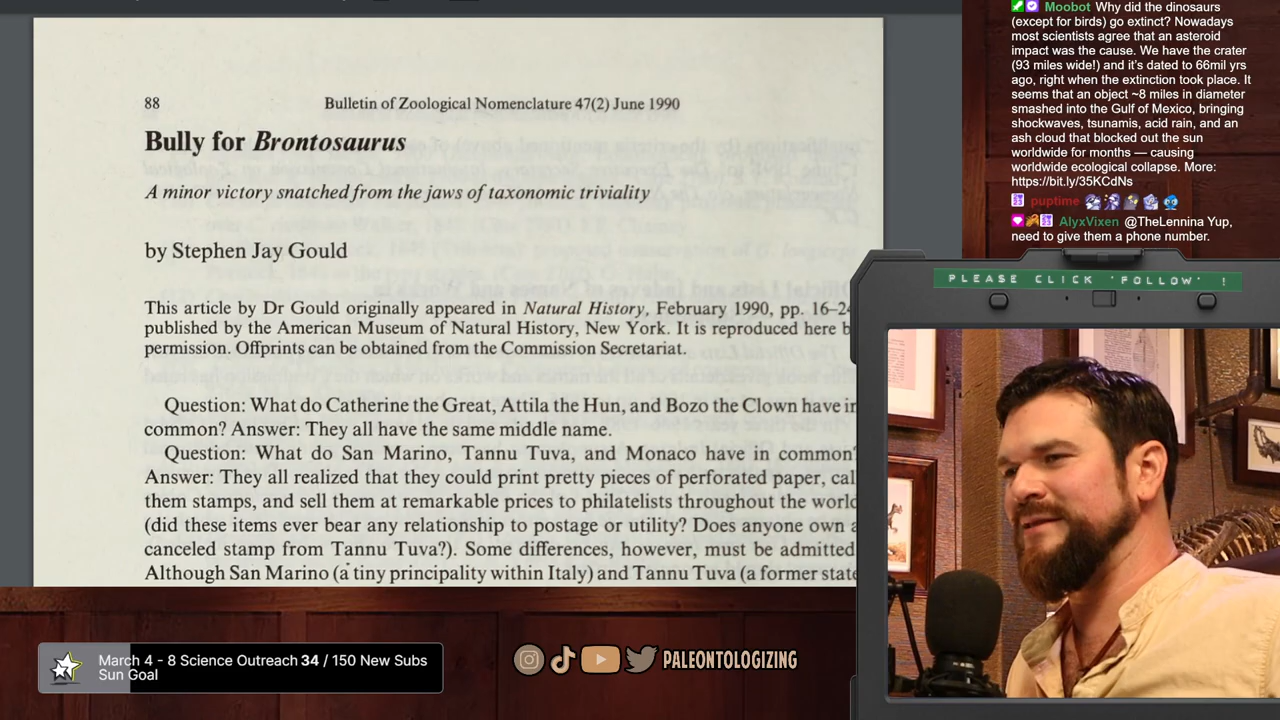 88
Bulletin of Zoological Nomenclature 47(2) June 1990
Bully for Brontosaurus
A minor victory snatched from the jaws of taxonomic triviality
by Stephen Jay Gould
This article by Dr Gould originally appeared in Natural History, February 1990, pp. 16–24
published by the American Museum of Natural History, New York. It is reproduced here b
permission. Offprints can be obtained from the Commission Secretariat.
Question: What do Catherine the Great, Attila the Hun, and Bozo the Clown have in
common? Answer: They all have the same middle name.
Question: What do San Marino, Tannu Tuva, and Monaco have in common?
Answer: They all realized that they could print pretty pieces of perforated paper, call
them stamps, and sell them at remarkable prices to philatelists throughout the world
(did these items ever bear any relationship to postage or utility? Does anyone own a
canceled stamp from Tannu Tuva?). Some differences, however, must be admitted.
Although San Marino (a tiny principality within Italy) and Tannu Tuva (a former state
Moobot Why did the dinosaurs
(except for birds) go extinct? Nowadays
most scientists agree that an asteroid
impact was the cause. We have the crater
(93 miles wide!) and it's dated to 66mil yrs
ago, right when the extinction took place. It
seems that an object ~8 miles in diameter
smashed into the Gulf of Mexico, bringing
shockwaves, tsunamis, acid rain, and an
ash cloud that blocked out the sun
worldwide for months — causing
worldwide ecological collapse. More:
https://bit.ly/35KCdNs
puptime
AlyxVixen @TheLennina Yup,
need to give them a phone number.
PLEASE CLICK "FOLLOW" !
March 4 - 8 Science Outreach 34 / 150 New Subs
Sun Goal
PALEONTOLOGIZING